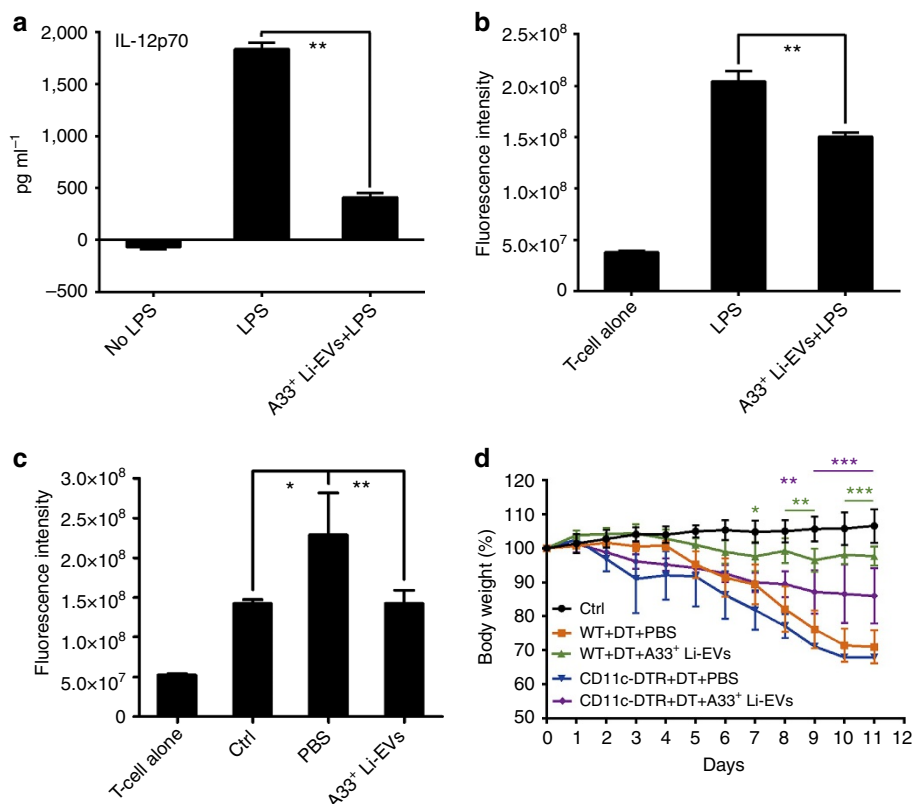 a
IL-12p70
**
pg ml⁻¹
2,000
1,500
1,000
500
0
−500
No LPS
LPS
A33⁺ Li-EVs+LPS
b
**
Fluorescence intensity
2.5×10⁸
2.0×10⁸
1.5×10⁸
1.0×10⁸
5.0×10⁷
0
T-cell alone
LPS
A33⁺ Li-EVs+LPS
c
* **
Fluorescence intensity
3.0×10⁸
2.5×10⁸
2.0×10⁸
1.5×10⁸
1.0×10⁸
5.0×10⁷
0
T-cell alone
Ctrl
PBS
A33⁺ Li-EVs
d
***
**
***
**
*
Body weight (%)
120
110
100
90
80
70
60
50
Ctrl
WT+DT+PBS
WT+DT+A33⁺ Li-EVs
CD11c-DTR+DT+PBS
CD11c-DTR+DT+A33⁺ Li-EVs
0 1 2 3 4 5 6 7 8 9 10 11 12
Days